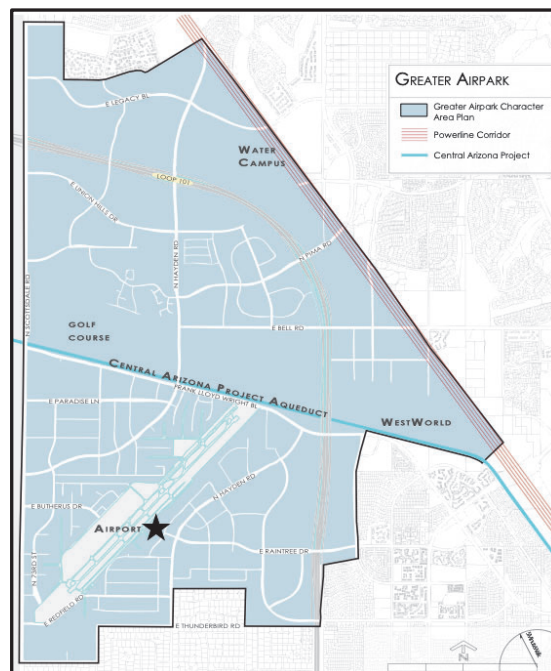 GREATER AIRPARK
Greater Airpark Character
Area Plan
Powerline Corridor
Central Arizona Project
E LEGACY BL
WATER
CAMPUS
LOOP 101
E UNION HILLS DR
N HAYDEN RD
N PIMA RD
N SCOTTSDALE RD
GOLF
COURSE
E BELL RD
CENTRAL ARIZONA PROJECT AQUEDUCT
FRANK LLOYD WRIGHT BL
E PARADISE LN
WESTWORLD
N HAYDEN RD
E BUTHERUS DR
AIRPORT
E RAINTREE DR
N 73RD ST
E REDFIELD RD
E THUNDERBIRD RD
N